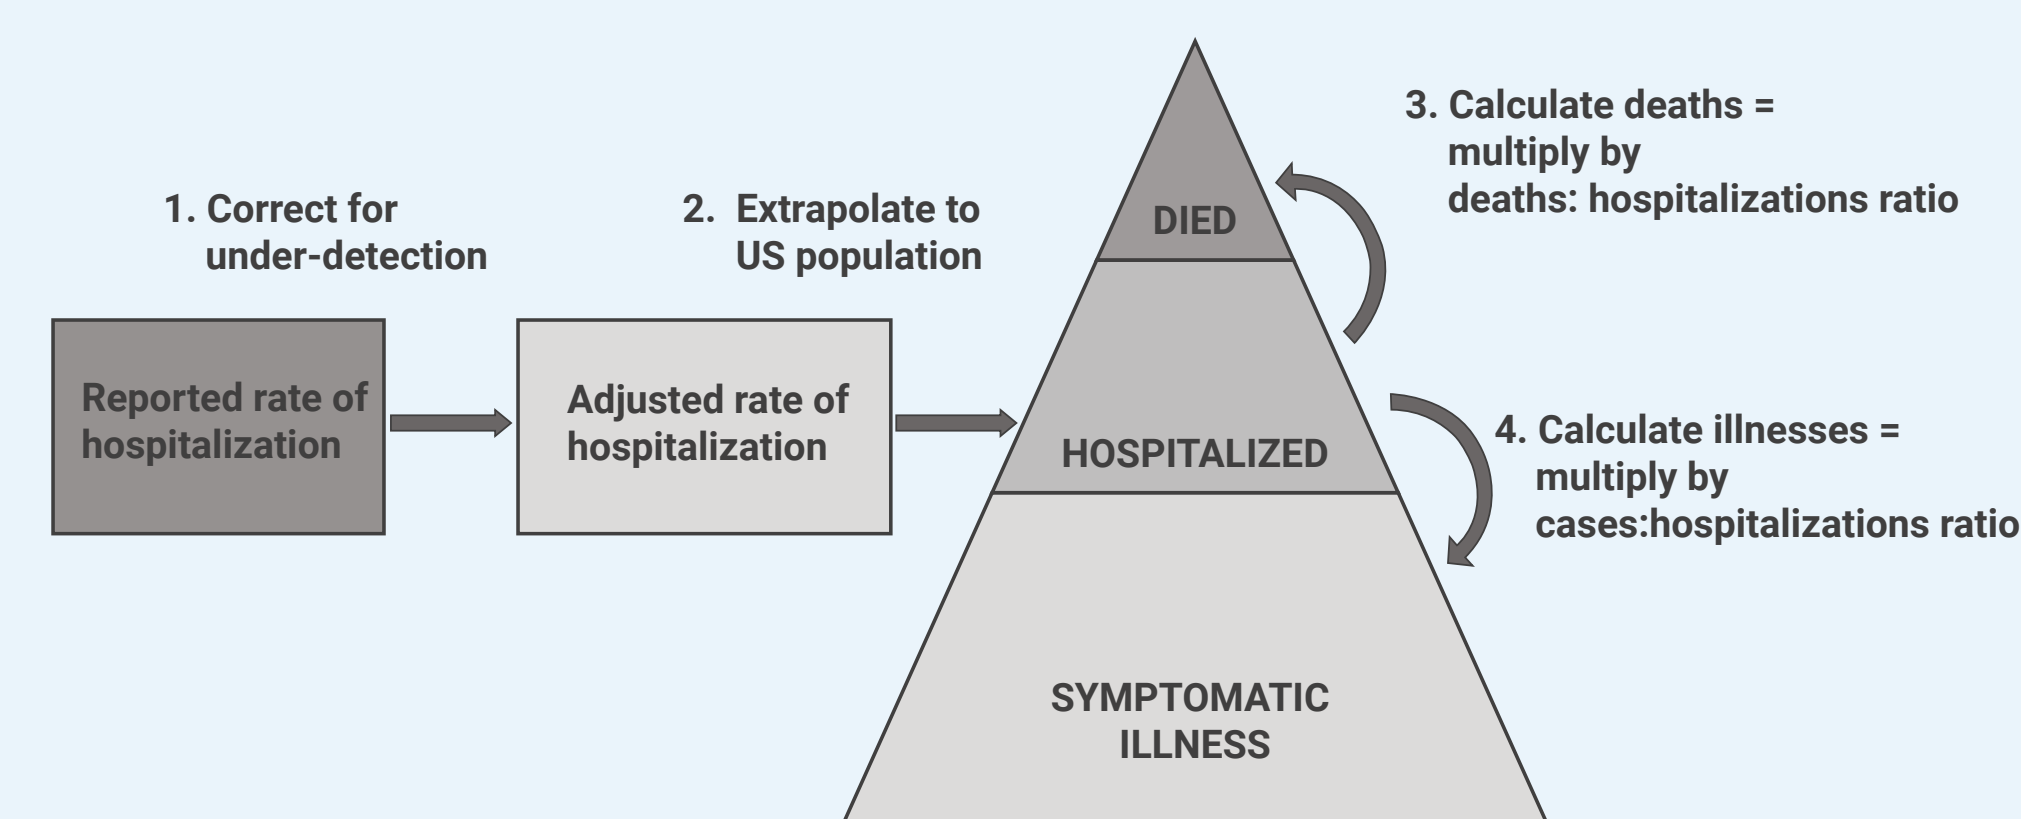 1. Correct for
under-detection
2. Extrapolate to
US population
Reported rate of
hospitalization
Adjusted rate of
hospitalization
DIED
HOSPITALIZED
SYMPTOMATIC
ILLNESS
3. Calculate deaths =
multiply by
deaths: hospitalizations ratio
4. Calculate illnesses =
multiply by
cases:hospitalizations ratio